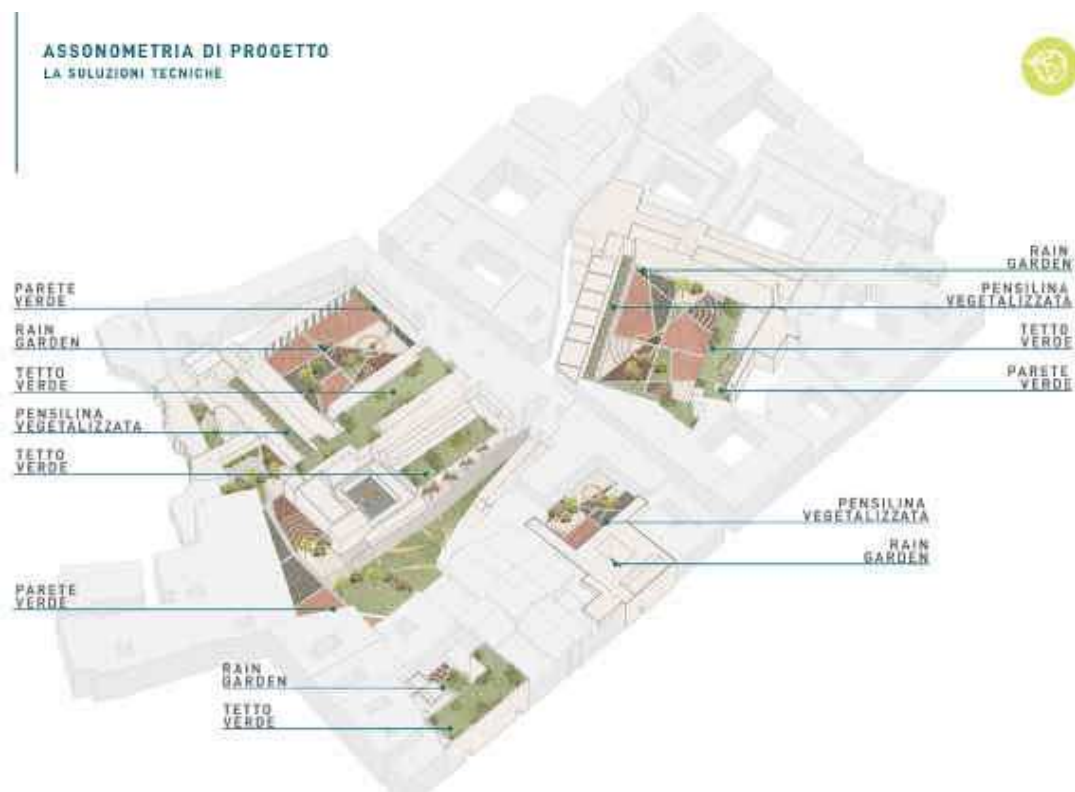 ASSONOMETRIA DI PROGETTO
LA SULUZIONI TECNICHE
PARETE
VERDE
RAIN
GARDEN
TETTO
VERDE
PENSILINA
VEGETALIZZATA
TETTO
VERDE
PARETE
VERDE
RAIN
GARDEN
TETTO
VERDE
RAIN
GARDEN
PENSILINA
VEGETALIZZATA
TETTO
VERDE
PARETE
VERDE
PENSILINA
VEGETALIZZATA
RAIN
GARDEN